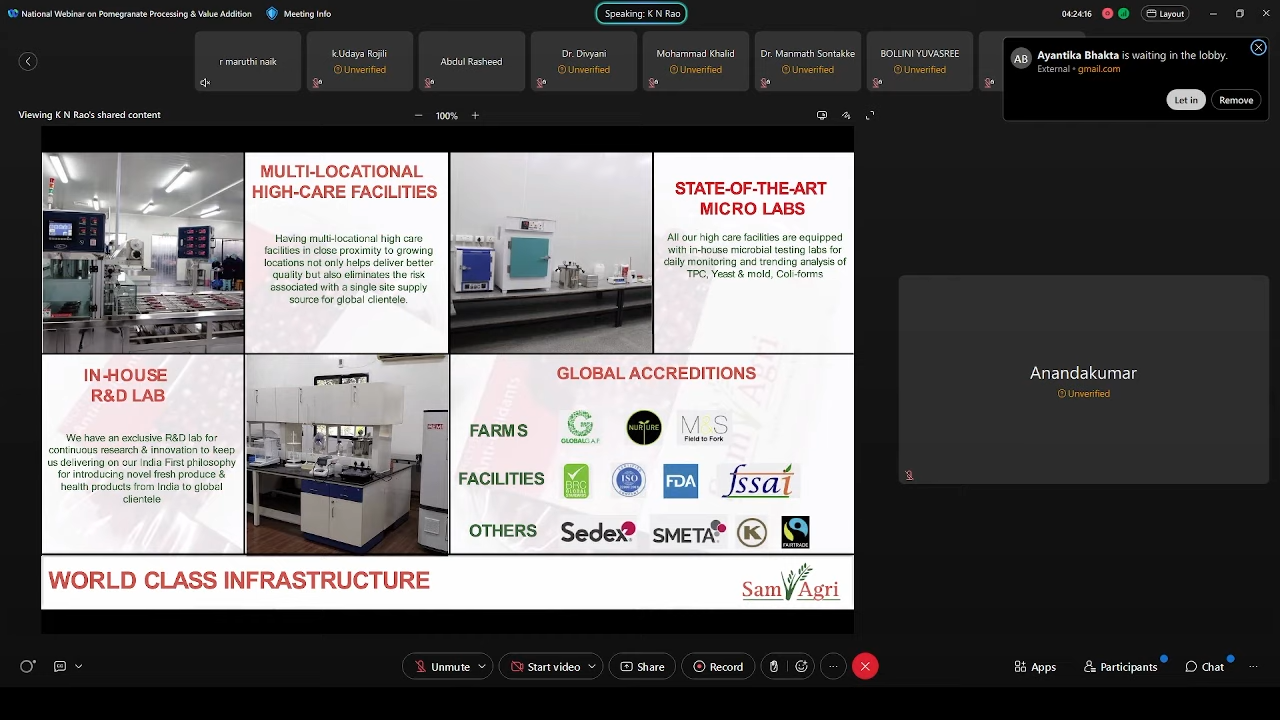 National Webinar on Pomegranate Processing & Value Addition
Meeting Info
Speaking: K N Rao
04:24:16
Layout
r maruthi naik
k.Udaya Rojili
Unverified
Abdul Rasheed
Dr. Divyani
Unverified
Mohammad Khalid
Unverified
Dr. Manmath Sontakke
Unverified
BOLLINI YUVASREE
Unverified
AB
Ayantika Bhakta is waiting in the lobby.
External • gmail.com
Let in
Remove
Viewing K N Rao's shared content
100%
MULTI-LOCATIONAL
HIGH-CARE FACILITIES
Having multi-locational high care
facilities in close proximity to growing
locations not only helps deliver better
quality but also eliminates the risk
associated with a single site supply
source for global clientele.
STATE-OF-THE-ART
MICRO LABS
All our high care facilities are equipped
with in-house microbial testing labs for
daily monitoring and trending analysis of
TPC, Yeast & mold, Coli-forms
IN-HOUSE
R&D LAB
We have an exclusive R&D lab for
continuous research & innovation to keep
us delivering on our India First philosophy
for introducing novel fresh produce &
health products from India to global
clientele
GLOBAL ACCREDITIONS
FARMS
GLOBALG.A.P.
NURTURE
M&S
Field to Fork
FACILITIES
BRC
ISO
FDA
fssai
OTHERS
Sedex
SMETA
K
FAIRTRADE
WORLD CLASS INFRASTRUCTURE
Sam Agri
Anandakumar
Unverified
Unmute
Start video
Share
Record
Apps
Participants
Chat